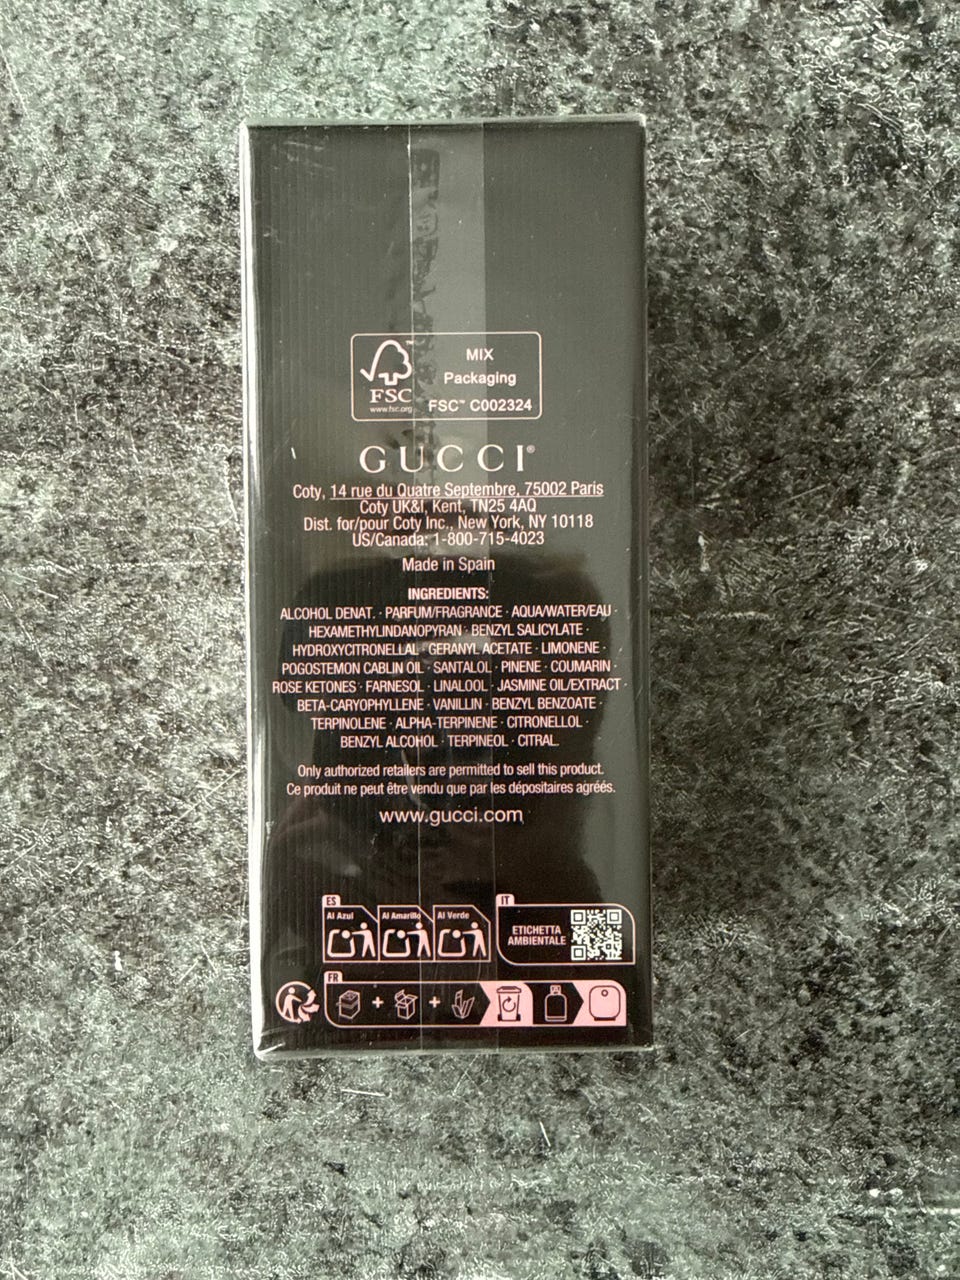 MIX
Packaging
FSC™ C002324
FSC
www.fsc.org
GUCCI®
Coty, 14 rue du Quatre Septembre, 75002 Paris
Coty UK&I, Kent, TN25 4AQ
Dist. for/pour Coty Inc., New York, NY 10118
US/Canada: 1-800-715-4023
Made in Spain
INGREDIENTS:
ALCOHOL DENAT. · PARFUM/FRAGRANCE · AQUA/WATER/EAU ·
HEXAMETHYLINDANOPYRAN · BENZYL SALICYLATE ·
HYDROXYCITRONELLAL · GERANYL ACETATE · LIMONENE ·
POGOSTEMON CABLIN OIL · SANTALOL · PINENE · COUMARIN ·
ROSE KETONES · FARNESOL · LINALOOL · JASMINE OIL/EXTRACT ·
BETA-CARYOPHYLLENE · VANILLIN · BENZYL BENZOATE ·
TERPINOLENE · ALPHA-TERPINENE · CITRONELLOL ·
BENZYL ALCOHOL · TERPINEOL · CITRAL.
Only authorized retailers are permitted to sell this product.
Ce produit ne peut être vendu que par les dépositaires agréés.
www.gucci.com
ES
Al Azul
Al Amarillo
Al Verde
IT
ETICHETTA
AMBIENTALE
FR